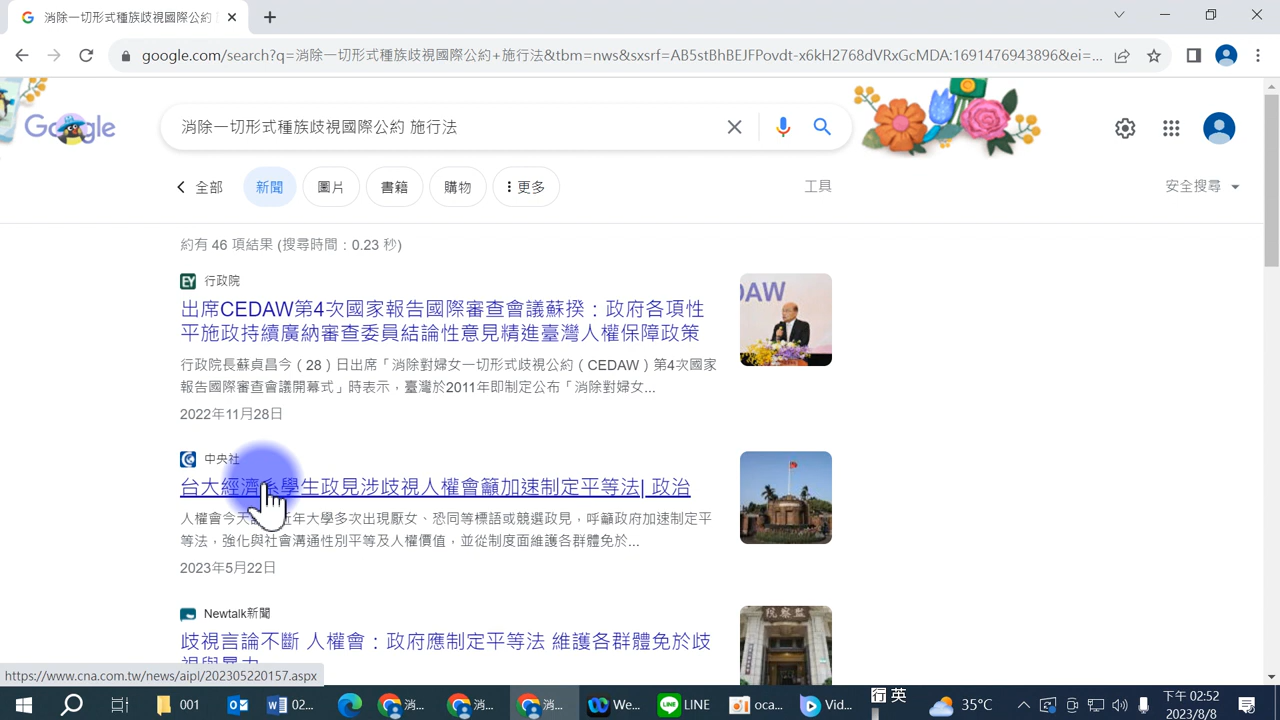 消除一切形式種族歧視國際公約
google.com/search?q=消除一切形式種族歧視國際公約+施行法&tbm=nws&sxsrf=AB5stBhBEJFPovdt-x6kH2768dVRxGcMDA:1691476943896&ei=...
Google
消除一切形式種族歧視國際公約 施行法
全部
新聞
圖片
書籍
購物
更多
工具
安全搜尋
約有 46 項結果 (搜尋時間：0.23 秒)
EY 行政院
出席CEDAW第4次國家報告國際審查會議蘇揆：政府各項性
平施政持續廣納審查委員結論性意見精進臺灣人權保障政策
行政院長蘇貞昌今（28）日出席「消除對婦女一切形式歧視公約（CEDAW）第4次國家
報告國際審查會議開幕式」時表示，臺灣於2011年即制定公布「消除對婦女...
2022年11月28日
DAW
中央社
台大經濟系學生政見涉歧視人權會籲加速制定平等法| 政治
人權會今天 近年大學多次出現厭女、恐同等標語或競選政見，呼籲政府加速制定平
等法，強化與社會溝通性別平等及人權價值，並從制度面維護各群體免於...
2023年5月22日
Newtalk新聞
歧視言論不斷 人權會：政府應制定平等法 維護各群體免於歧
視與暴力
監察院
https://www.cna.com.tw/news/aipl/202305220157.aspx
001
02...
消...
消...
消...
We...
LINE
oca...
Vid...
行 英
35°...
下午 02:52
2023/8/8